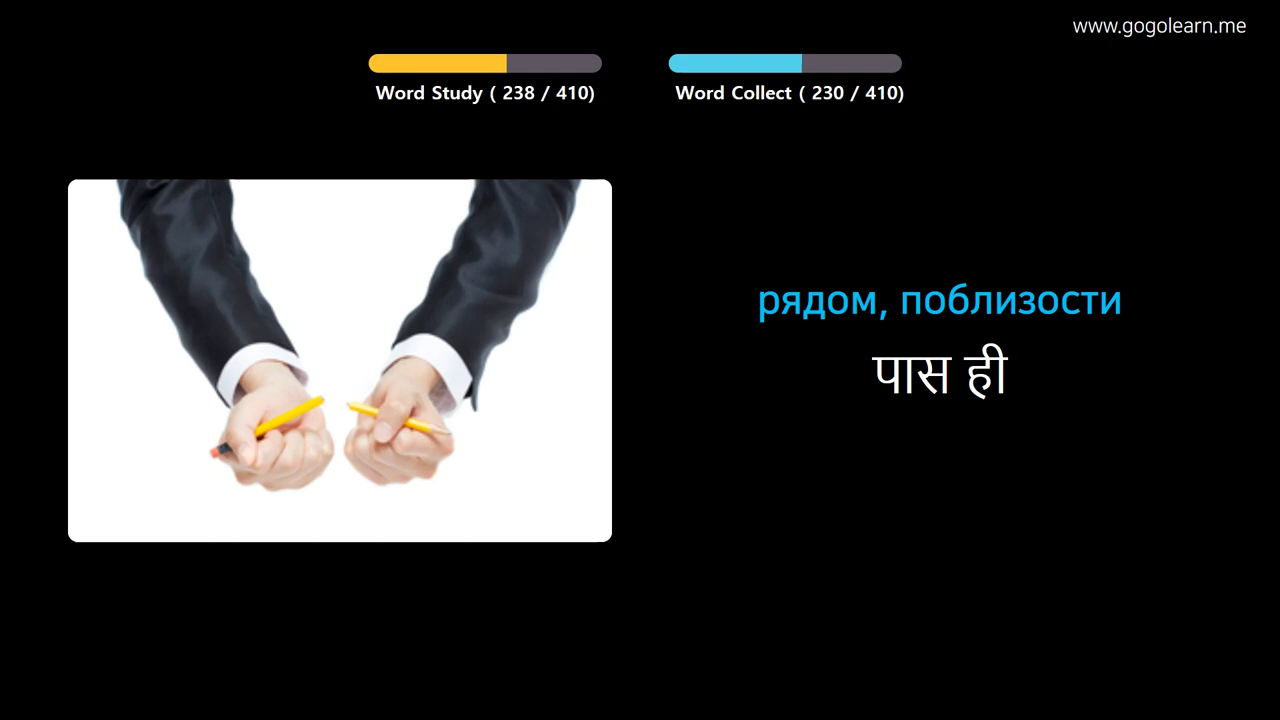 www.gogolearn.me
Word Study ( 238 / 410)
Word Collect ( 230 / 410)
рядом, поблизости
पास ही